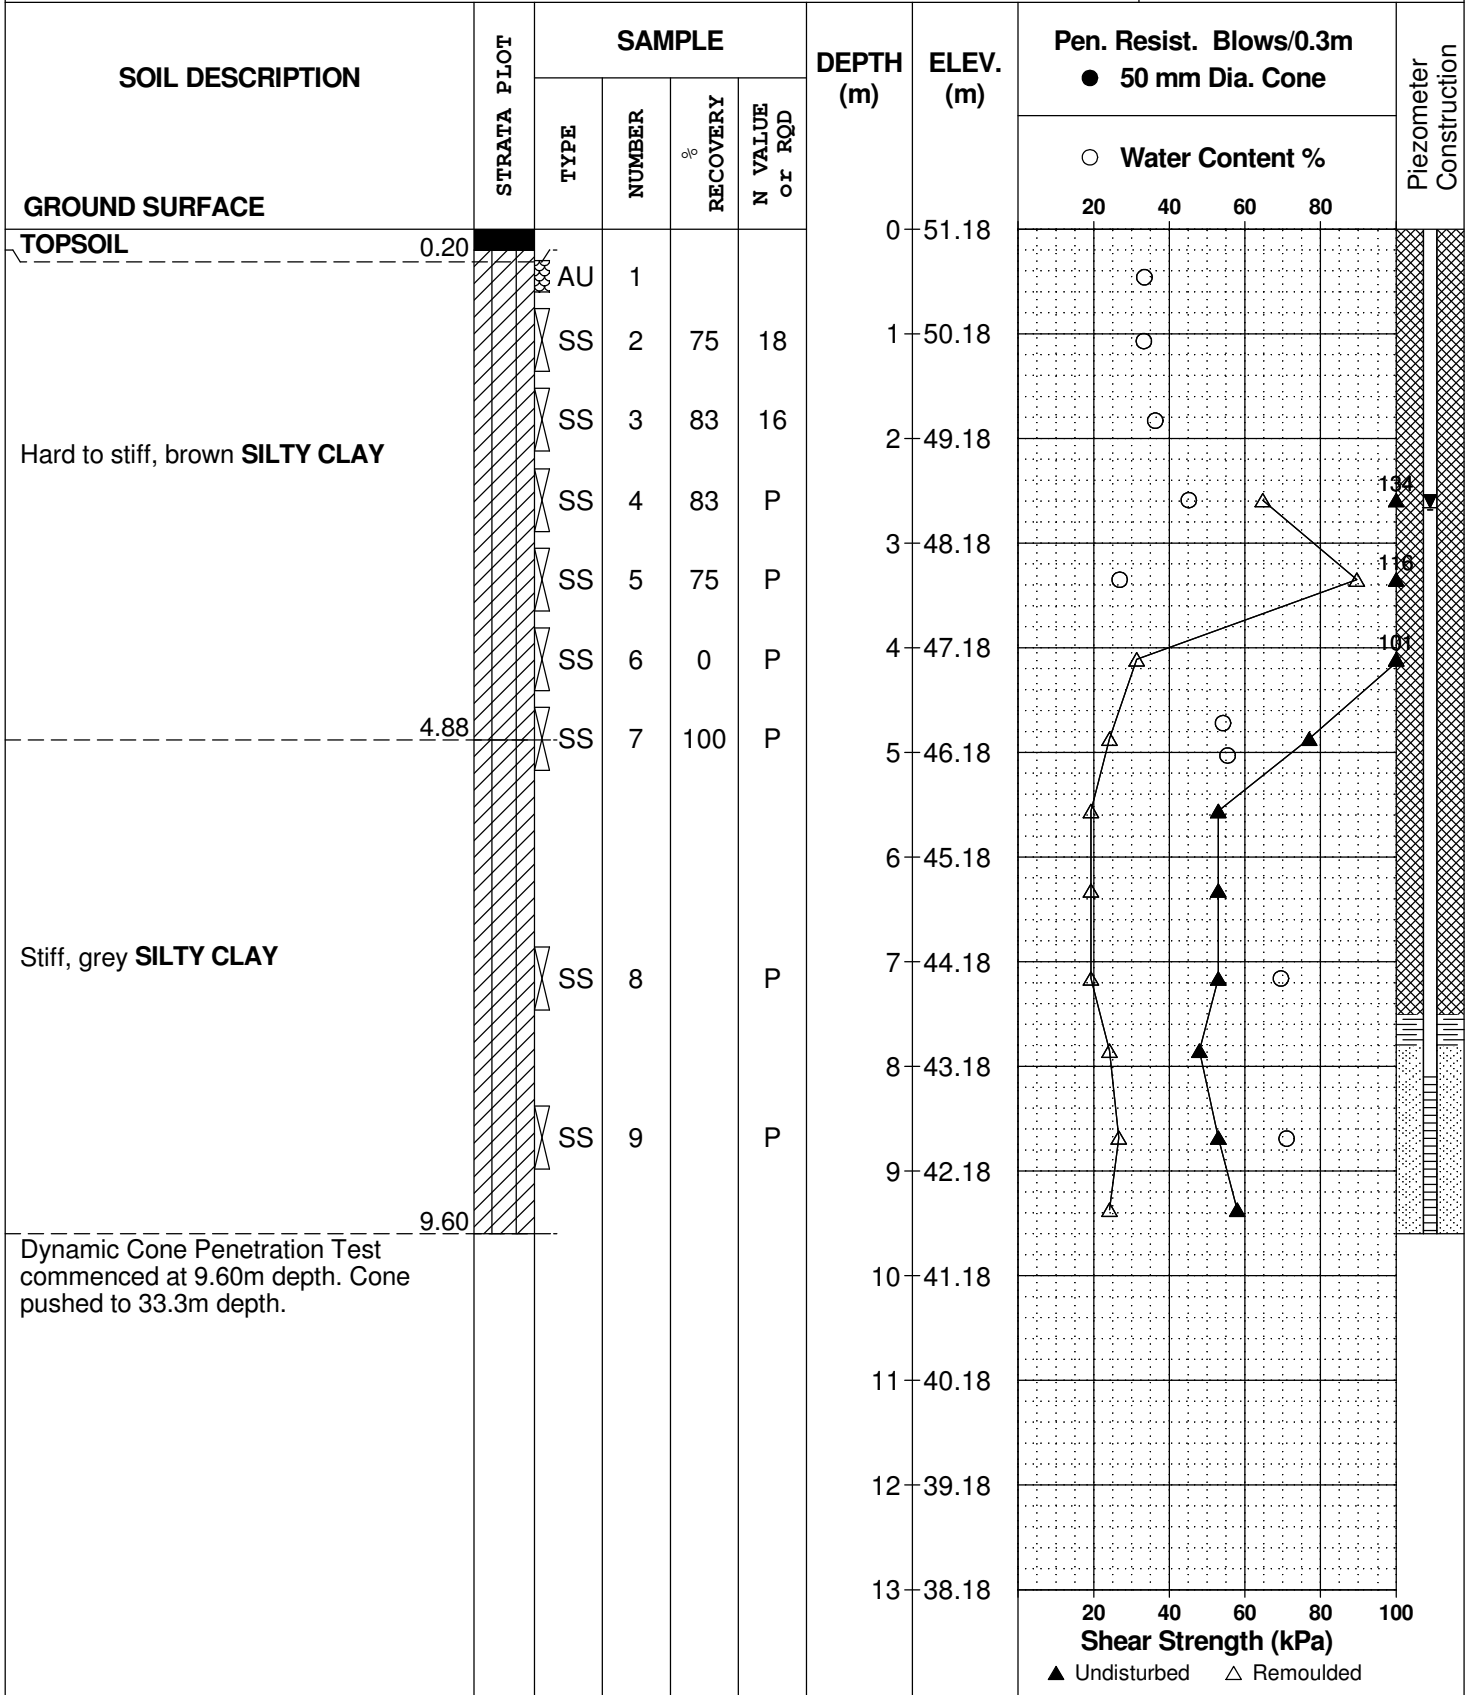 SOIL DESCRIPTION
GROUND SURFACE
STRATA PLOT
SAMPLE
TYPE
NUMBER
% RECOVERY
N VALUE or RQD
DEPTH (m)
ELEV. (m)
Pen. Resist. Blows/0.3m
● 50 mm Dia. Cone
○ Water Content %
20 40 60 80
Piezometer Construction
0 51.18
TOPSOIL 0.20
AU 1
SS 2 75 18
1 50.18
SS 3 83 16
2 49.18
Hard to stiff, brown SILTY CLAY
134
SS 4 83 P
3 48.18
116
SS 5 75 P
4 47.18
101
SS 6 0 P
4.88
SS 7 100 P
5 46.18
6 45.18
Stiff, grey SILTY CLAY
7 44.18
SS 8 P
8 43.18
SS 9 P
9 42.18
9.60
Dynamic Cone Penetration Test
commenced at 9.60m depth. Cone
pushed to 33.3m depth.
10 41.18
11 40.18
12 39.18
13 38.18
20 40 60 80 100
Shear Strength (kPa)
▲ Undisturbed △ Remoulded